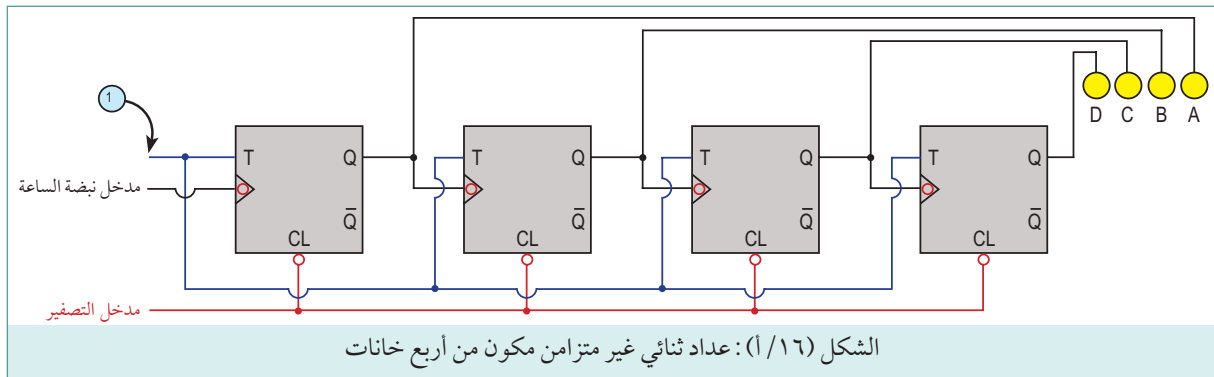 1
D C B A
T Q T Q T Q T Q
مدخل نبضة الساعة
Q̅ Q̅ Q̅ Q̅
CL CL CL CL
مدخل التصفير
الشكل (١٦/ أ): عداد ثنائي غير متزامن مكون من أربع خانات